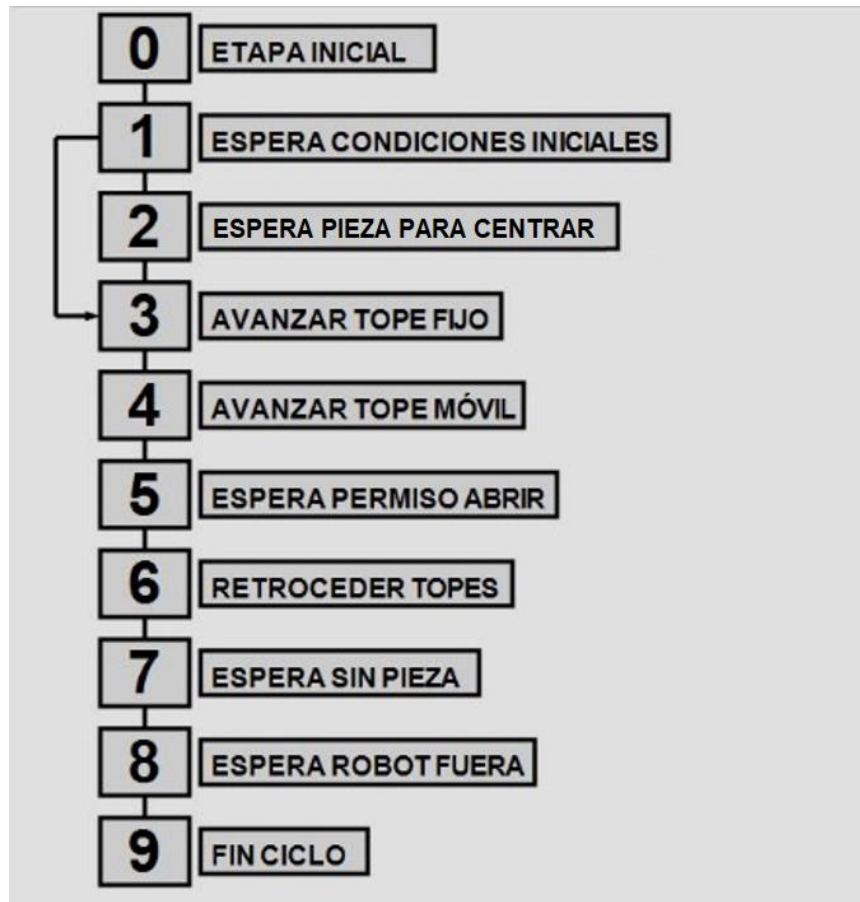 0 ETAPA INICIAL
1 ESPERA CONDICIONES INICIALES
2 ESPERA PIEZA PARA CENTRAR
3 AVANZAR TOPE FIJO
4 AVANZAR TOPE MÓVIL
5 ESPERA PERMISO ABRIR
6 RETROCEDER TOPES
7 ESPERA SIN PIEZA
8 ESPERA ROBOT FUERA
9 FIN CICLO